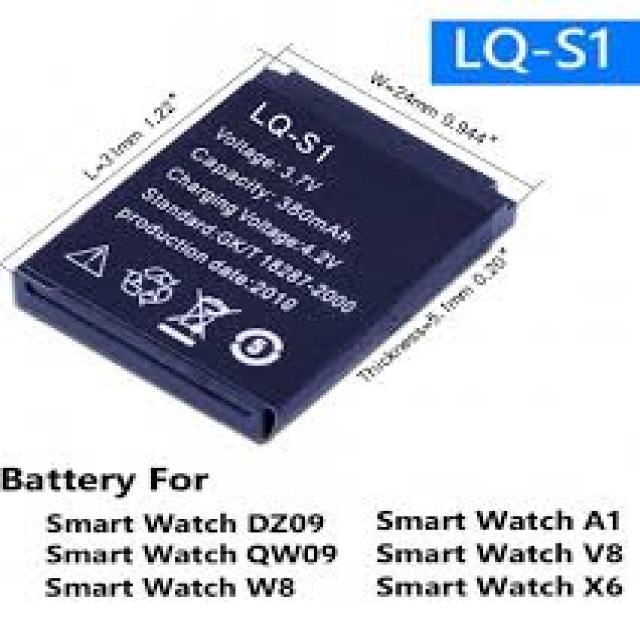 LQ-S1
W=24mm 0.944"
L=31mm 1.22"
LQ-S1
Voltage: 3.7V
Capacity: 380mAh
Charging Voltage:4.2V
Standard:GK/T 18287-2000
production date:2019
Thickness=5.1mm 0.20"
Battery For
Smart Watch DZ09
Smart Watch A1
Smart Watch QW09
Smart Watch V8
Smart Watch W8
Smart Watch X6